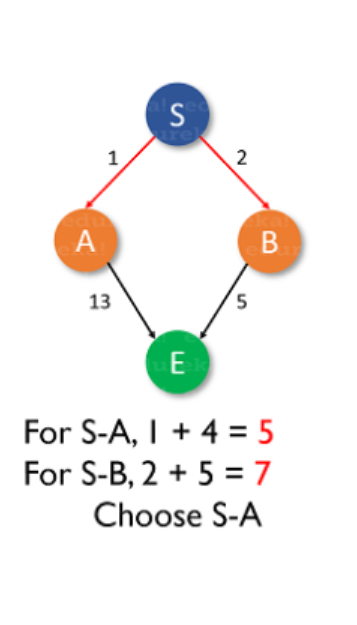 S
1
2
A
B
13
5
E
For S-A, 1 + 4 = 5
For S-B, 2 + 5 = 7
Choose S-A